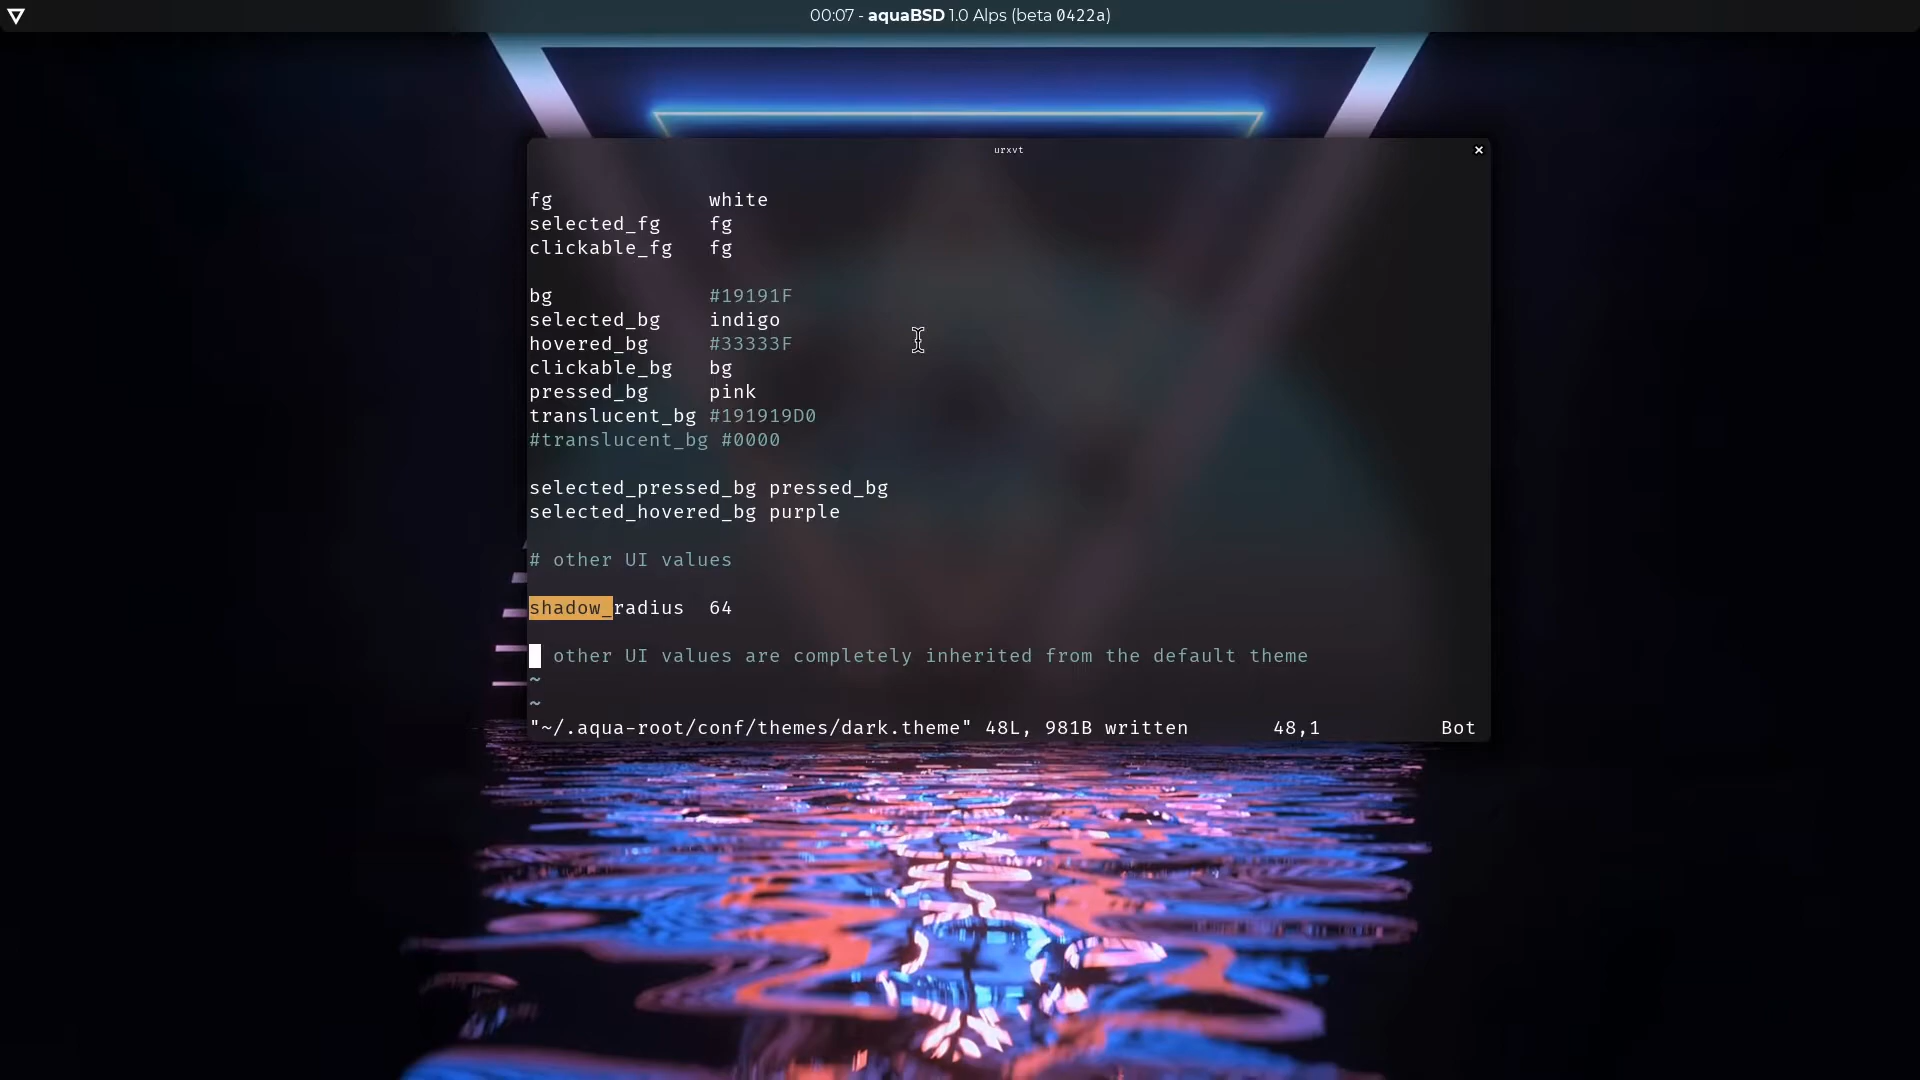 00:07 - aquaBSD 1.0 Alps (beta 0422a)
urxvt
fg white
selected_fg fg
clickable_fg fg
bg #19191F
selected_bg indigo
hovered_bg #33333F
clickable_bg bg
pressed_bg pink
translucent_bg #191919D0
#translucent_bg #0000
selected_pressed_bg pressed_bg
selected_hovered_bg purple
# other UI values
shadow_radius 64
other UI values are completely inherited from the default theme
~
~
"~/.aqua-root/conf/themes/dark.theme" 48L, 981B written 48,1 Bot